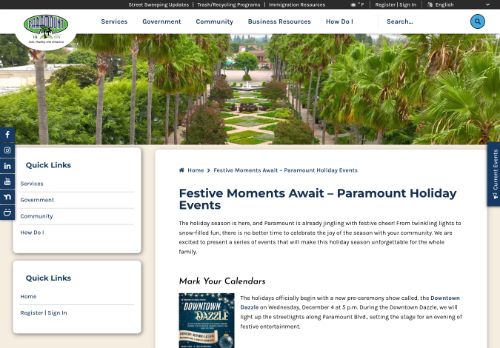 Street Sweeping Updates | Trash/Recycling Programs | Immigration Resources
° F | Register | Sign In | English
PARAMOUNT
Services Government Community Business Resources How Do I Search...
Current Events
Quick Links
Services
Government
Community
How Do I
Quick Links
Home
Register | Sign In
Home > Festive Moments Await – Paramount Holiday Events
Festive Moments Await – Paramount Holiday
Events
The holiday season is here, and Paramount is already jingling with festive cheer! From twinkling lights to
snow-filled fun, there is no better time to celebrate the joy of the season with your community. We are
excited to present a series of events that will make this holiday season unforgettable for the whole
family.
Mark Your Calendars
DOWNTOWN
DAZZLE
The holidays officially begin with a new pre-ceremony show called, the Downtown
Dazzle on Wednesday, December 4 at 5 p.m. During the Downtown Dazzle, we will
light up the streetlights along Paramount Blvd., setting the stage for an evening of
festive entertainment.